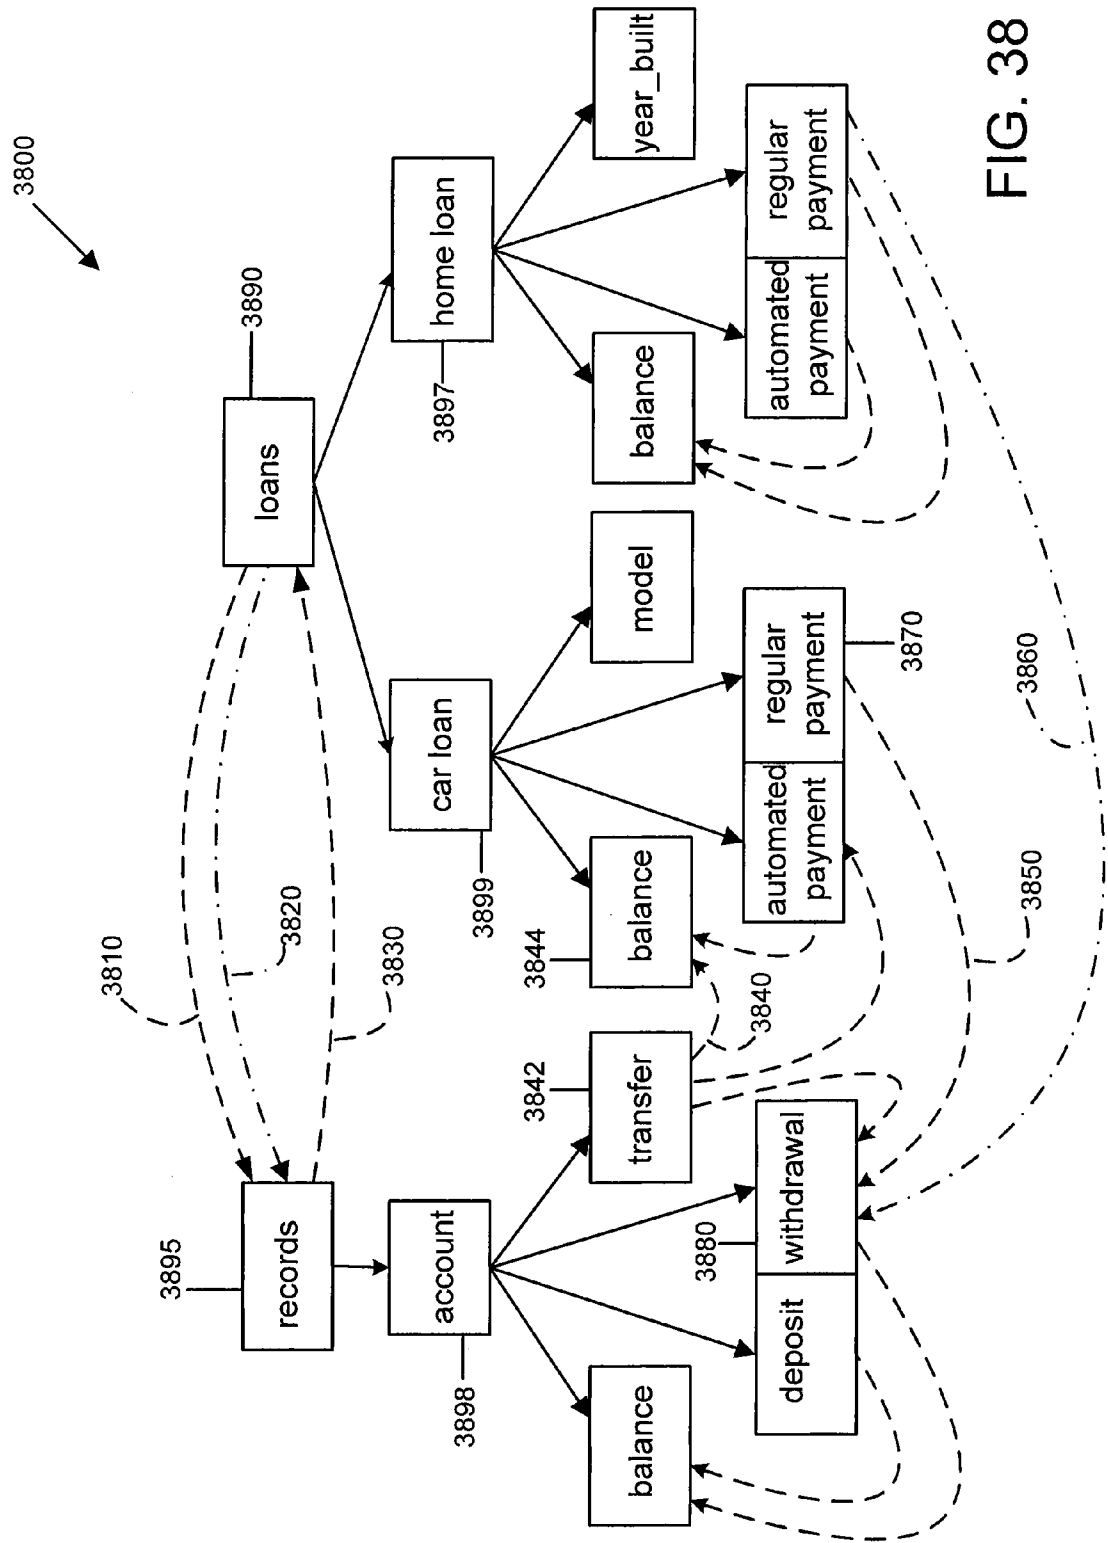 3800
3890
loans
3895
records
3810
3820
3830
3897
home loan
3899
car loan
3898
account
year_built
balance
model
3844
balance
3842
transfer
balance
3840
automated
payment
regular
payment
automated
payment
regular
payment
3870
3880
deposit
withdrawal
3850
3860
FIG. 38